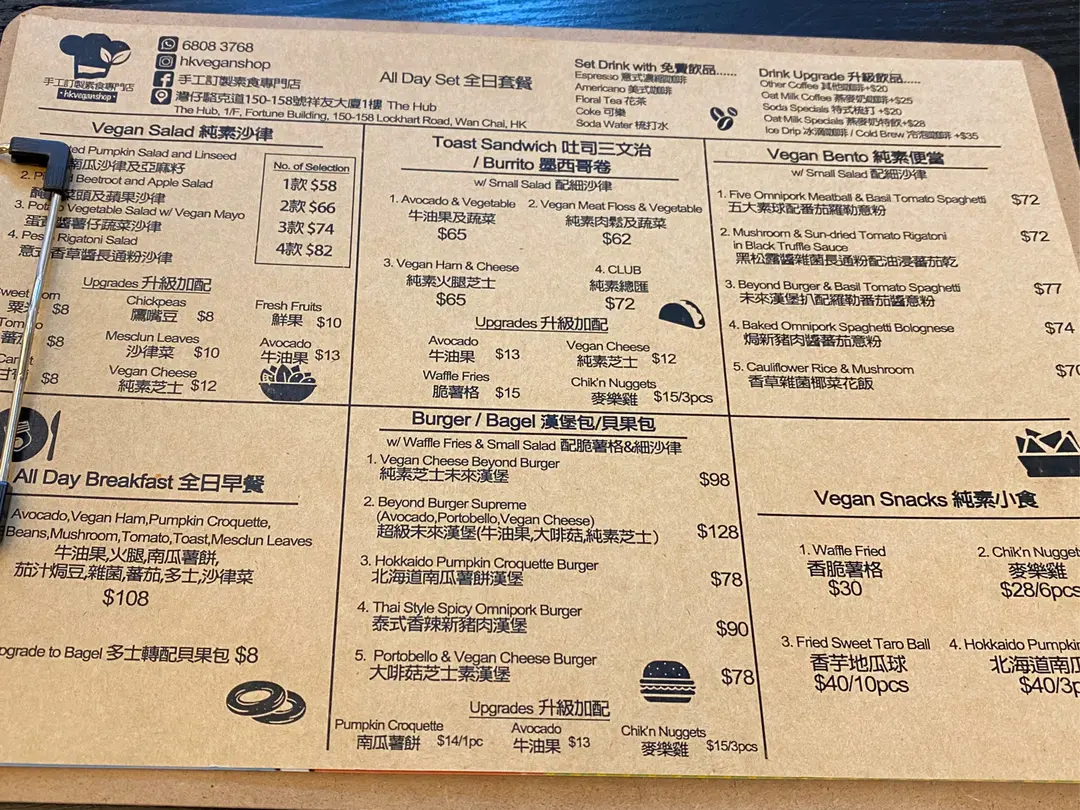 手工訂製素食專門店
·hkveganshop·
6808 3768
hkveganshop
手工訂製素食專門店
灣仔駱克道150-158號祥友大廈1樓 The Hub
The Hub, 1/F, Fortune Building, 150-158 Lockhart Road, Wan Chai, HK
All Day Set 全日套餐
Set Drink with 免費飲品......
Espresso 意式濃縮咖啡
Americano 美式咖啡
Floral Tea 花茶
Coke 可樂
Soda Water 梳打水
Drink Upgrade 升級飲品.....
Other Coffee 其他咖啡+$20
Oat Milk Coffee 燕麥奶咖啡+$25
Soda Specials 特式梳打 +$20
Oat Milk Specials 燕麥奶特飲+$28
Ice Drip 冰滴咖啡 / Cold Brew 冷泡咖啡 +$35
Vegan Salad 純素沙律
Pumpkin Salad and Linseed
南瓜沙律及亞麻籽
2. Beetroot and Apple Salad
菜頭及蘋果沙律
3. Vegetable Salad w/ Vegan Mayo
蛋 醬薯仔蔬菜沙律
4. Rigatoni Salad
意式香草醬長通粉沙律
No. of Selection
1款 $58
2款 $66
3款 $74
4款 $82
Upgrades 升級加配
$8
Chickpeas
鷹嘴豆 $8
Fresh Fruits
鮮果 $10
$8
Mesclun Leaves
沙律菜 $10
Avocado
牛油果 $13
$8
Vegan Cheese
純素芝士 $12
Toast Sandwich 吐司三文治
/ Burrito 墨西哥卷
w/ Small Salad 配細沙律
1. Avocado & Vegetable
牛油果及蔬菜
$65
2. Vegan Meat Floss & Vegetable
純素肉鬆及蔬菜
$62
3. Vegan Ham & Cheese
純素火腿芝士
$65
4. CLUB
純素總匯
$72
Upgrades 升級加配
Avocado
牛油果 $13
Vegan Cheese
純素芝士 $12
Waffle Fries
脆薯格 $15
Chik'n Nuggets
麥樂雞 $15/3pcs
Vegan Bento 純素便當
w/ Small Salad 配細沙律
1. Five Omnipork Meatball & Basil Tomato Spaghetti $72
五大素球配番茄羅勒意粉
2. Mushroom & Sun-dried Tomato Rigatoni $72
in Black Truffle Sauce
黑松露醬雜菌長通粉配油浸番茄乾
3. Beyond Burger & Basil Tomato Spaghetti $77
未來漢堡扒配羅勒番茄醬意粉
4. Baked Omnipork Spaghetti Bolognese $74
焗新豬肉醬番茄意粉
5. Cauliflower Rice & Mushroom
香草雜菌椰菜花飯
All Day Breakfast 全日早餐
Avocado,Vegan Ham,Pumpkin Croquette,
Beans,Mushroom,Tomato,Toast,Mesclun Leaves
牛油果,火腿,南瓜薯餅,
茄汁焗豆,雜菌,蕃茄,多士,沙律菜
$108
to Bagel 多士轉配貝果包 $8
Burger / Bagel 漢堡包/貝果包
w/ Waffle Fries & Small Salad 配脆薯格&細沙律
1. Vegan Cheese Beyond Burger
純素芝士未來漢堡 $98
2. Beyond Burger Supreme
(Avocado,Portobello,Vegan Cheese)
超級未來漢堡(牛油果,大啡菇,純素芝士) $128
3. Hokkaido Pumpkin Croquette Burger
北海道南瓜薯餅漢堡 $78
4. Thai Style Spicy Omnipork Burger
泰式香辣新豬肉漢堡 $90
5. Portobello & Vegan Cheese Burger
大啡菇芝士素漢堡 $78
Upgrades 升級加配
Pumpkin Croquette
南瓜薯餅 $14/1pc
Avocado
牛油果 $13
Chik'n Nuggets
麥樂雞 $15/3pcs
Vegan Snacks 純素小食
1. Waffle Fried
香脆薯格
$30
2. Chik'n Nuggets
麥樂雞
$28/6pcs
3. Fried Sweet Taro Ball
香芋地瓜球
$40/10pcs
4. Hokkaido Pumpkin
北海道南瓜
$40/3